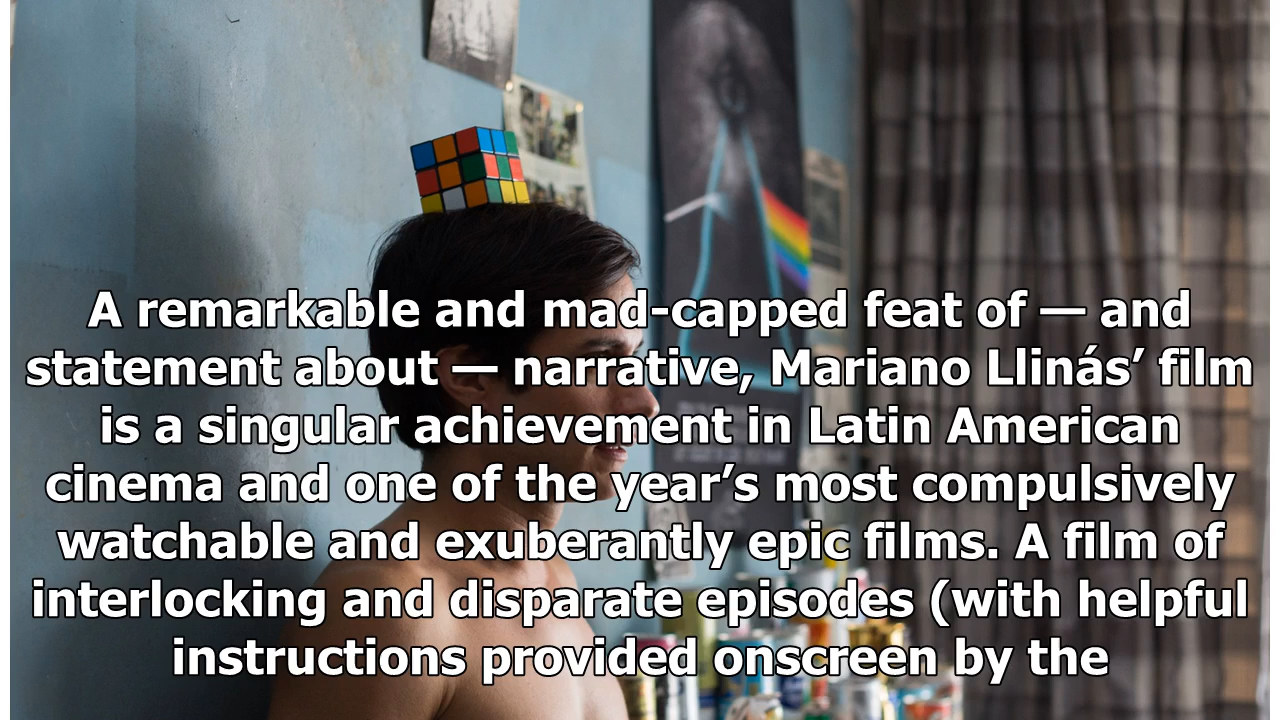 A remarkable and mad-capped feat of — and
statement about — narrative, Mariano Llinás’ film
is a singular achievement in Latin American
cinema and one of the year’s most compulsively
watchable and exuberantly epic films. A film of
interlocking and disparate episodes (with helpful
instructions provided onscreen by the